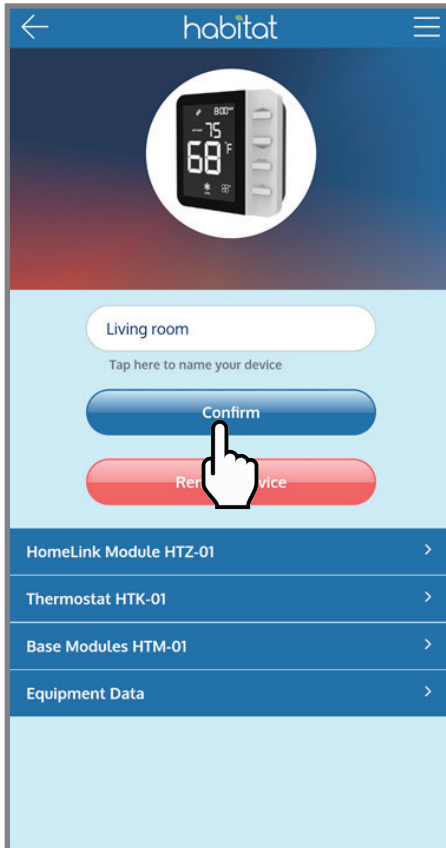 habitat
800
75
68 °F
88°
Living room
Tap here to name your device
Confirm
HomeLink Module HTZ-01
Thermostat HTK-01
Base Modules HTM-01
Equipment Data